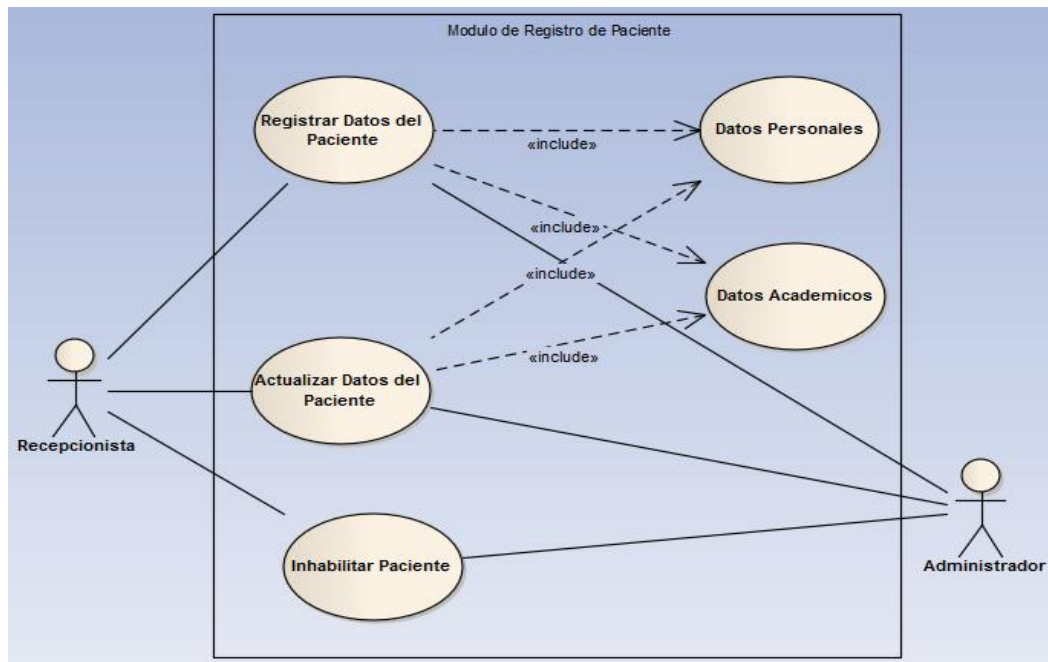 Modulo de Registro de Paciente
Registrar Datos del
Paciente
«include»
Datos Personales
«include»
«include»
Datos Academicos
«include»
Actualizar Datos del
Paciente
Recepcionista
Inhabilitar Paciente
Administrador